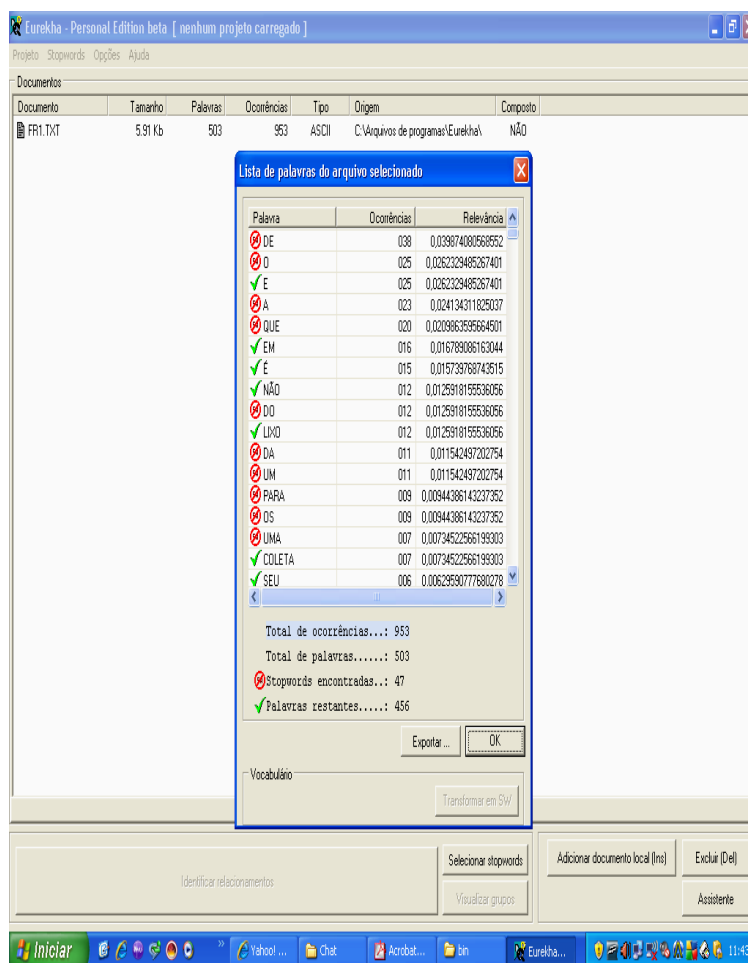 Eurekha - Personal Edition beta [ nenhum projeto carregado ]
Projeto Stopwords Opções Ajuda
Documentos
Documento Tamanho Palavras Ocorrências Tipo Origem Composto
FR1.TXT 5.91 Kb 503 953 ASCII C:\Arquivos de programas\Eurekha\ NÃO
Lista de palavras do arquivo selecionado
Palavra Ocorrências Relevância
DE 038 0,039874080568552
O 025 0,0262329485267401
E 025 0,0262329485267401
A 023 0,024134311825037
QUE 020 0,0209863595664501
EM 016 0,016789086163044
É 015 0,015739768743515
NÃO 012 0,0125918155536056
DO 012 0,0125918155536056
LIXO 012 0,0125918155536056
DA 011 0,011542497202754
UM 011 0,011542497202754
PARA 009 0,00944386143237352
OS 009 0,00944386143237352
UMA 007 0,00734522566199303
COLETA 007 0,00734522566199303
SEU 006 0,00629590777680278
Total de ocorrências...: 953
Total de palavras......: 503
Stopwords encontradas..: 47
Palavras restantes.....: 456
Exportar ... OK
Vocabulário
Transformar em SW
Identificar relacionamentos
Selecionar stopwords
Visualizar grupos
Adicionar documento local (Ins)
Excluir (Del)
Assistente
Iniciar » Yahoo! ... Chat Acrobat... bin Eurekha... 11:43